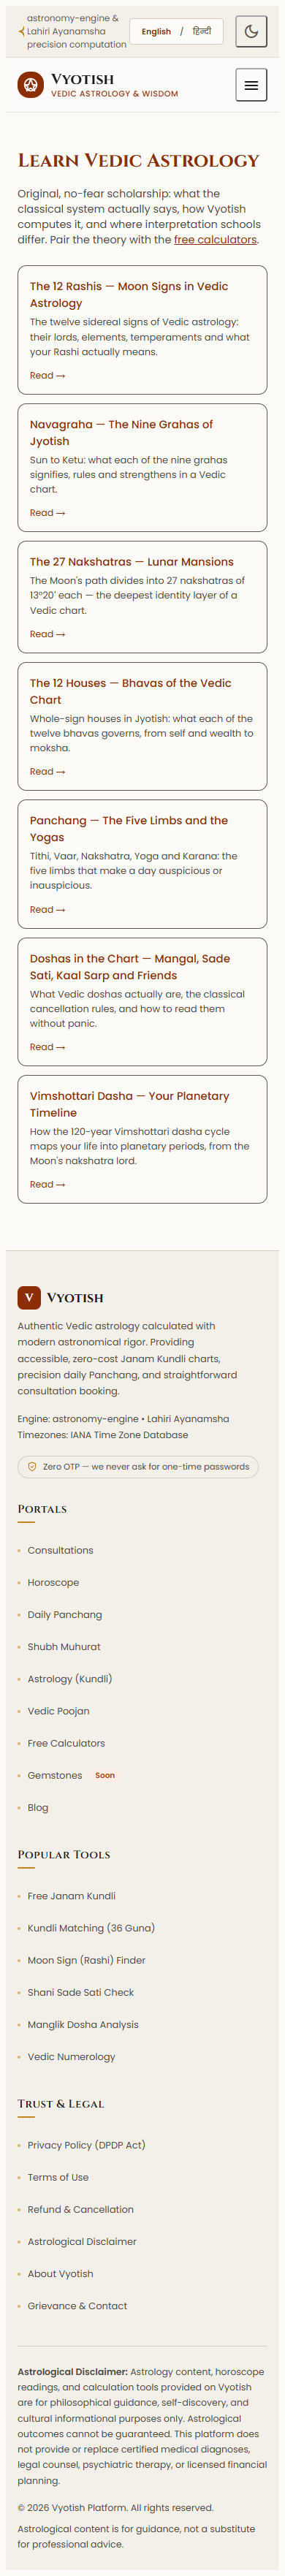 astronomy-engine &
Lahiri Ayanamsha
precision computation
English / हिन्दी
Vyotish
VEDIC ASTROLOGY & WISDOM
Learn Vedic Astrology
Original, no-fear scholarship: what the
classical system actually says, how Vyotish
computes it, and where interpretation schools
differ. Pair the theory with the free calculators.
The 12 Rashis — Moon Signs in Vedic
Astrology
The twelve sidereal signs of Vedic astrology:
their lords, elements, temperaments and what
your Rashi actually means.
Read →
Navagraha — The Nine Grahas of
Jyotish
Sun to Ketu: what each of the nine grahas
signifies, rules and strengthens in a Vedic
chart.
Read →
The 27 Nakshatras — Lunar Mansions
The Moon's path divides into 27 nakshatras of
13°20' each — the deepest identity layer of a
Vedic chart.
Read →
The 12 Houses — Bhavas of the Vedic
Chart
Whole-sign houses in Jyotish: what each of the
twelve bhavas governs, from self and wealth to
moksha.
Read →
Panchang — The Five Limbs and the
Yogas
Tithi, Vaar, Nakshatra, Yoga and Karana: the
five limbs that make a day auspicious or
inauspicious.
Read →
Doshas in the Chart — Mangal, Sade
Sati, Kaal Sarp and Friends
What Vedic doshas actually are, the classical
cancellation rules, and how to read them
without panic.
Read →
Vimshottari Dasha — Your Planetary
Timeline
How the 120-year Vimshottari dasha cycle
maps your life into planetary periods, from the
Moon's nakshatra lord.
Read →
V Vyotish
Authentic Vedic astrology calculated with
modern astronomical rigor. Providing
accessible, zero-cost Janam Kundli charts,
precision daily Panchang, and straightforward
consultation booking.
Engine: astronomy-engine • Lahiri Ayanamsha
Timezones: IANA Time Zone Database
Zero OTP — we never ask for one-time passwords
Portals
Consultations
Horoscope
Daily Panchang
Shubh Muhurat
Astrology (Kundli)
Vedic Poojan
Free Calculators
Gemstones Soon
Blog
Popular Tools
Free Janam Kundli
Kundli Matching (36 Guna)
Moon Sign (Rashi) Finder
Shani Sade Sati Check
Manglik Dosha Analysis
Vedic Numerology
Trust & Legal
Privacy Policy (DPDP Act)
Terms of Use
Refund & Cancellation
Astrological Disclaimer
About Vyotish
Grievance & Contact
Astrological Disclaimer: Astrology content, horoscope
readings, and calculation tools provided on Vyotish
are for philosophical guidance, self-discovery, and
cultural informational purposes only. Astrological
outcomes cannot be guaranteed. This platform does
not provide or replace certified medical diagnoses,
legal counsel, psychiatric therapy, or licensed financial
planning.
© 2026 Vyotish Platform. All rights reserved.
Astrological content is for guidance, not a substitute
for professional advice.